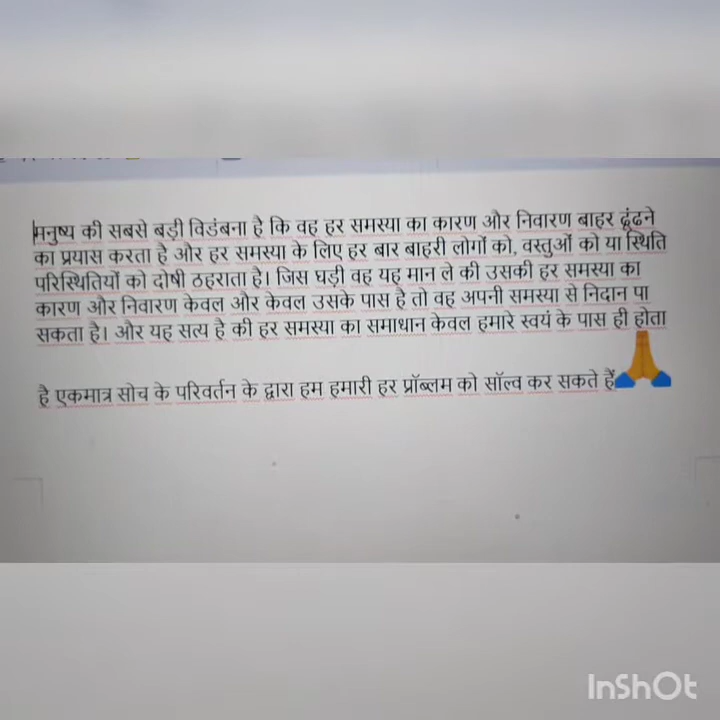 मनुष्य की सबसे बड़ी विडंबना है कि वह हर समस्या का कारण और निवारण बाहर ढूंढने
का प्रयास करता है और हर समस्या के लिए हर बार बाहरी लोगों को, वस्तुओं को या स्थिति
परिस्थितियों को दोषी ठहराता है। जिस घड़ी वह यह मान ले की उसकी हर समस्या का
कारण और निवारण केवल और केवल उसके पास है तो वह अपनी समस्या से निदान पा
सकता है। और यह सत्य है की हर समस्या का समाधान केवल हमारे स्वयं के पास ही होता
है एकमात्र सोच के परिवर्तन के द्वारा हम हमारी हर प्रॉब्लम को सॉल्व कर सकते हैं🙏
InShOt